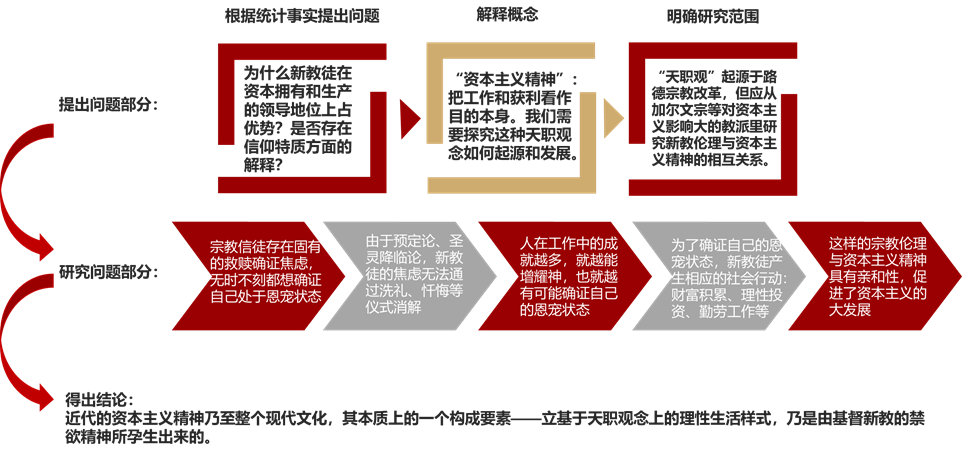 根据统计事实提出问题
解释概念
明确研究范围
提出问题部分：
为什么新教徒在
资本拥有和生产
的领导地位上占
优势？是否存在
信仰特质方面的
解释？
“资本主义精神”：
把工作和获利看作
目的本身。我们需
要探究这种天职观
念如何起源和发展。
“天职观”起源于路
德宗教改革，但应从
加尔文宗等对资本主
义影响大的教派里研
究新教伦理与资本主
义精神的相互关系。
研究问题部分：
宗教信徒存在固有
的救赎确证焦虑，
无时不刻都想确证
自己处于恩宠状态
由于预定论、圣
灵降临论，新教
徒的焦虑无法通
过洗礼、忏悔等
仪式消解
人在工作中的成
就越多，就越能
增耀神，也就越
有可能确证自己
的恩宠状态
为了确证自己的恩
宠状态，新教徒产
生相应的社会行动：
财富积累、理性投
资、勤劳工作等
这样的宗教伦理
与资本主义精神
具有亲和性，促
进了资本主义的
大发展
得出结论：
近代的资本主义精神乃至整个现代文化，其本质上的一个构成要素——立基于天职观念上的理性生活样式，乃是由基督新教的禁
欲精神所孕生出来的。